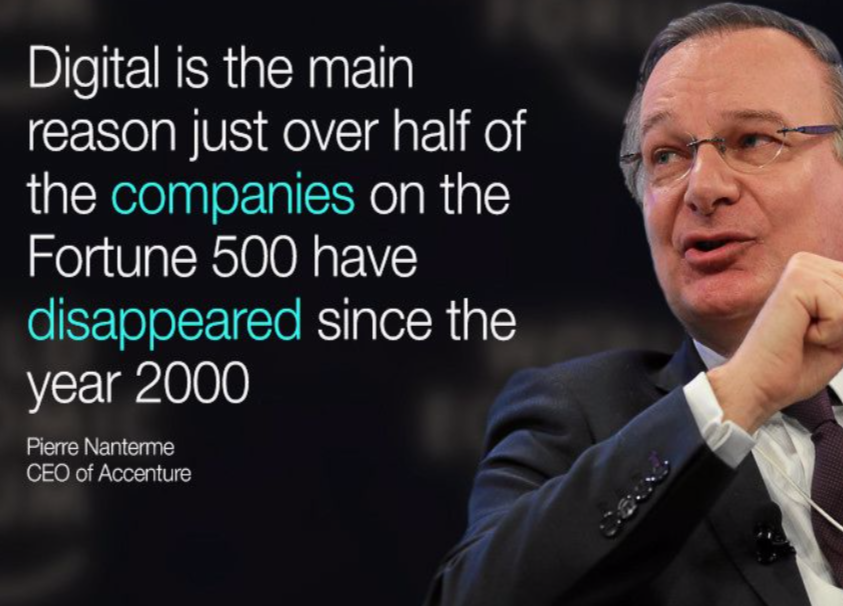 Digital is the main
reason just over half of
the companies on the
Fortune 500 have
disappeared since the
year 2000
Pierre Nanterme
CEO of Accenture